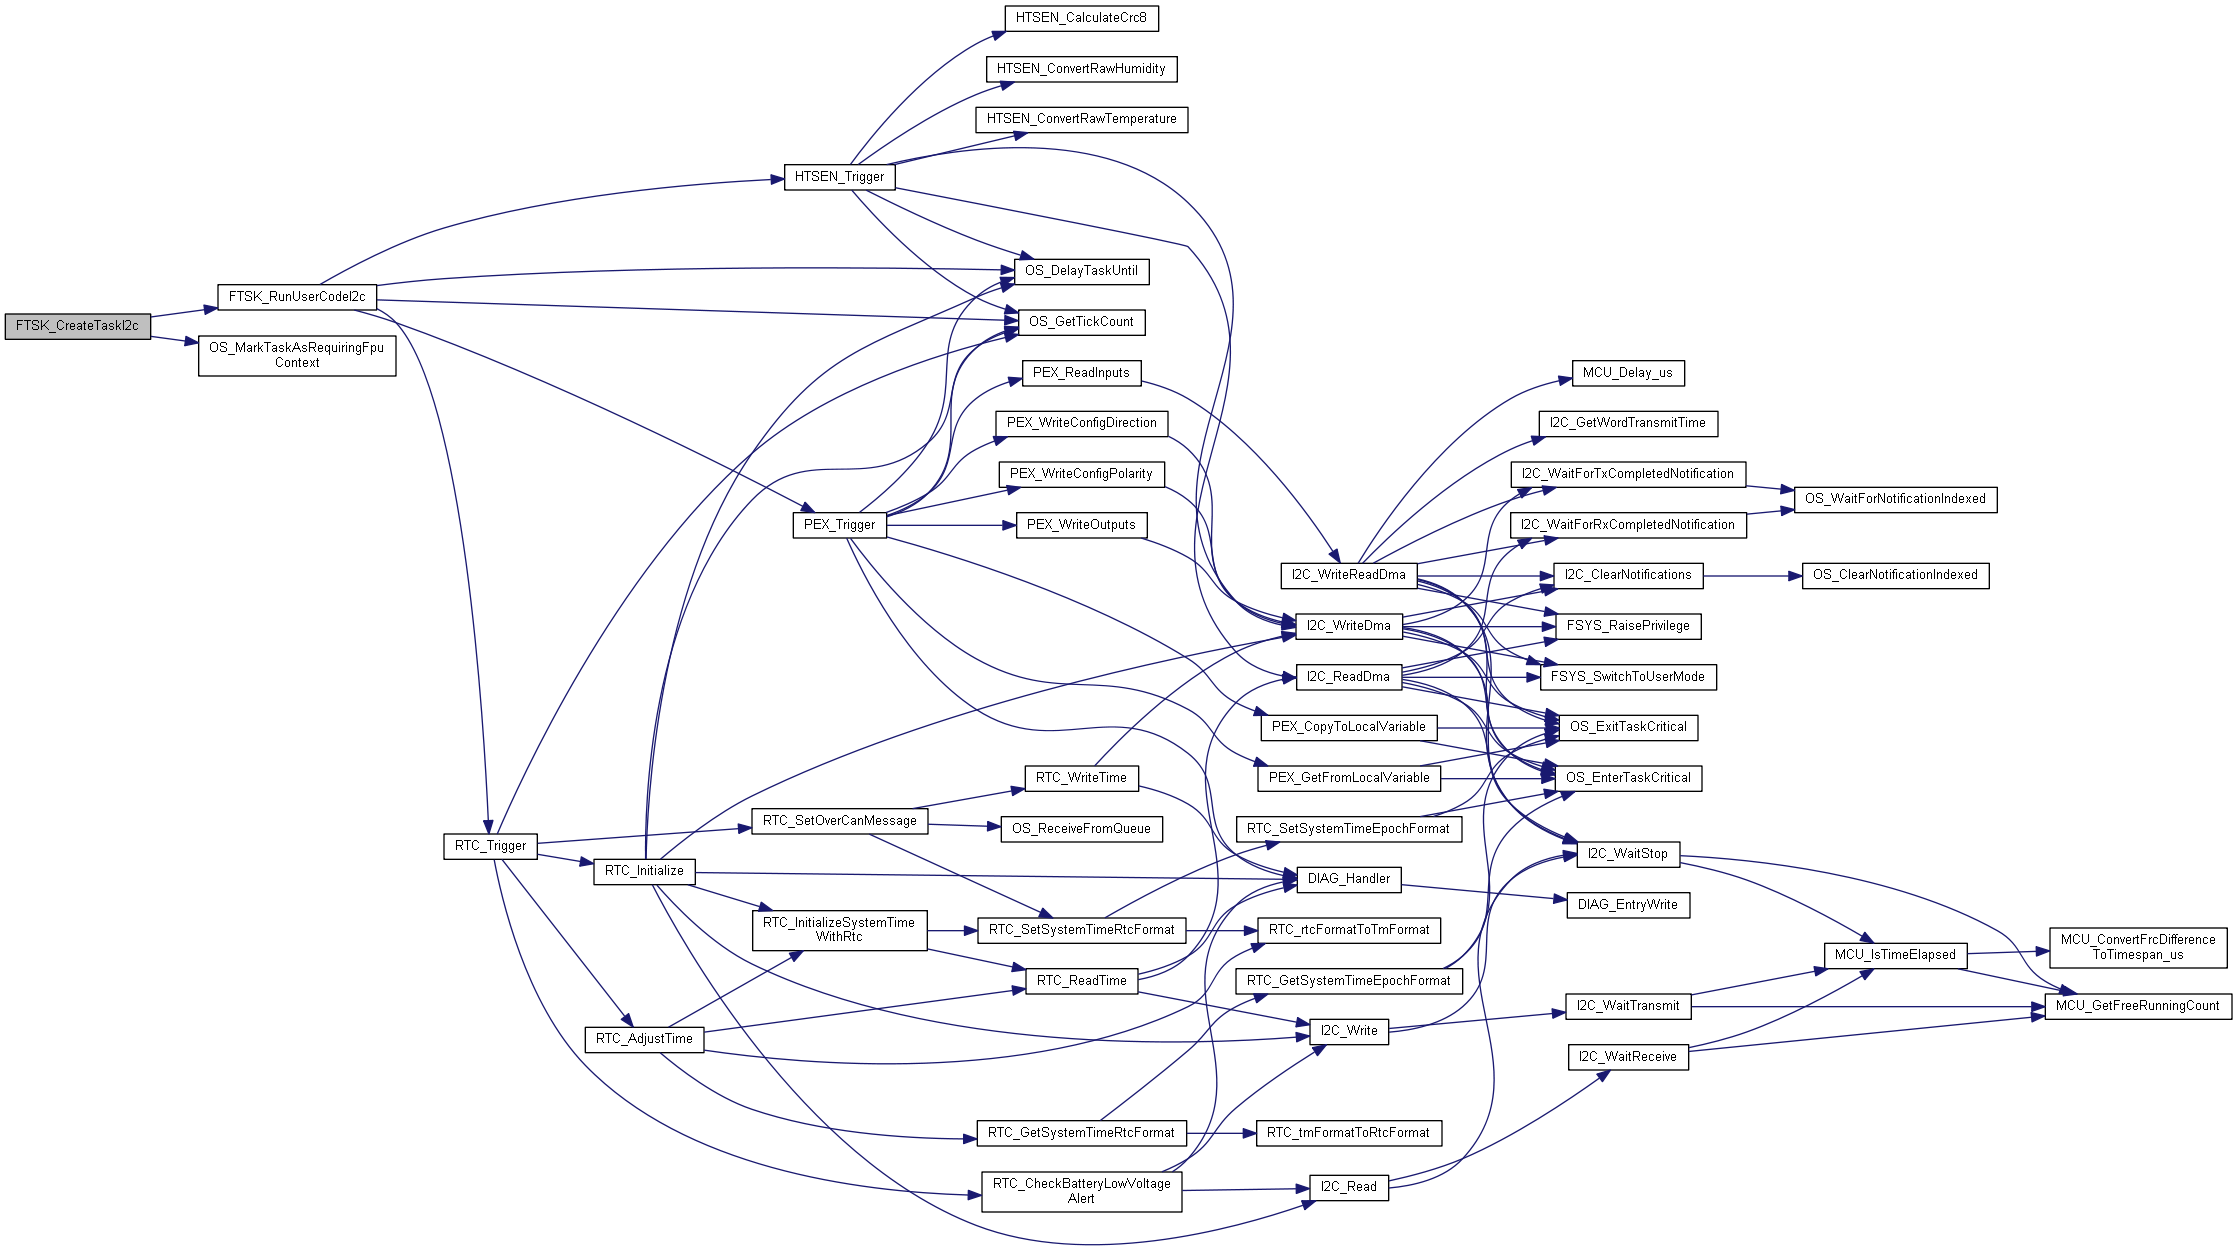 HTSEN_CalculateCrc8
HTSEN_ConvertRawHumidity
HTSEN_ConvertRawTemperature
HTSEN_Trigger
OS_DelayTaskUntil
FTSK_RunUserCodeI2c
FTSK_CreateTaskI2c
OS_GetTickCount
OS_MarkTaskAsRequiringFpu
Context
PEX_ReadInputs
MCU_Delay_us
PEX_WriteConfigDirection
I2C_GetWordTransmitTime
PEX_WriteConfigPolarity
I2C_WaitForTxCompletedNotification
OS_WaitForNotificationIndexed
PEX_Trigger
PEX_WriteOutputs
I2C_WaitForRxCompletedNotification
I2C_WriteReadDma
I2C_ClearNotifications
OS_ClearNotificationIndexed
I2C_WriteDma
FSYS_RaisePrivilege
I2C_ReadDma
FSYS_SwitchToUserMode
PEX_CopyToLocalVariable
OS_ExitTaskCritical
RTC_WriteTime
PEX_GetFromLocalVariable
OS_EnterTaskCritical
RTC_SetOverCanMessage
OS_ReceiveFromQueue
RTC_SetSystemTimeEpochFormat
RTC_Trigger
I2C_WaitStop
RTC_Initialize
DIAG_Handler
DIAG_EntryWrite
RTC_InitializeSystemTime
WithRtc
RTC_SetSystemTimeRtcFormat
RTC_rtcFormatToTmFormat
MCU_IsTimeElapsed
MCU_ConvertFrcDifference
ToTimespan_us
RTC_ReadTime
RTC_GetSystemTimeEpochFormat
I2C_WaitTransmit
MCU_GetFreeRunningCount
RTC_AdjustTime
I2C_Write
I2C_WaitReceive
RTC_GetSystemTimeRtcFormat
RTC_tmFormatToRtcFormat
RTC_CheckBatteryLowVoltage
Alert
I2C_Read